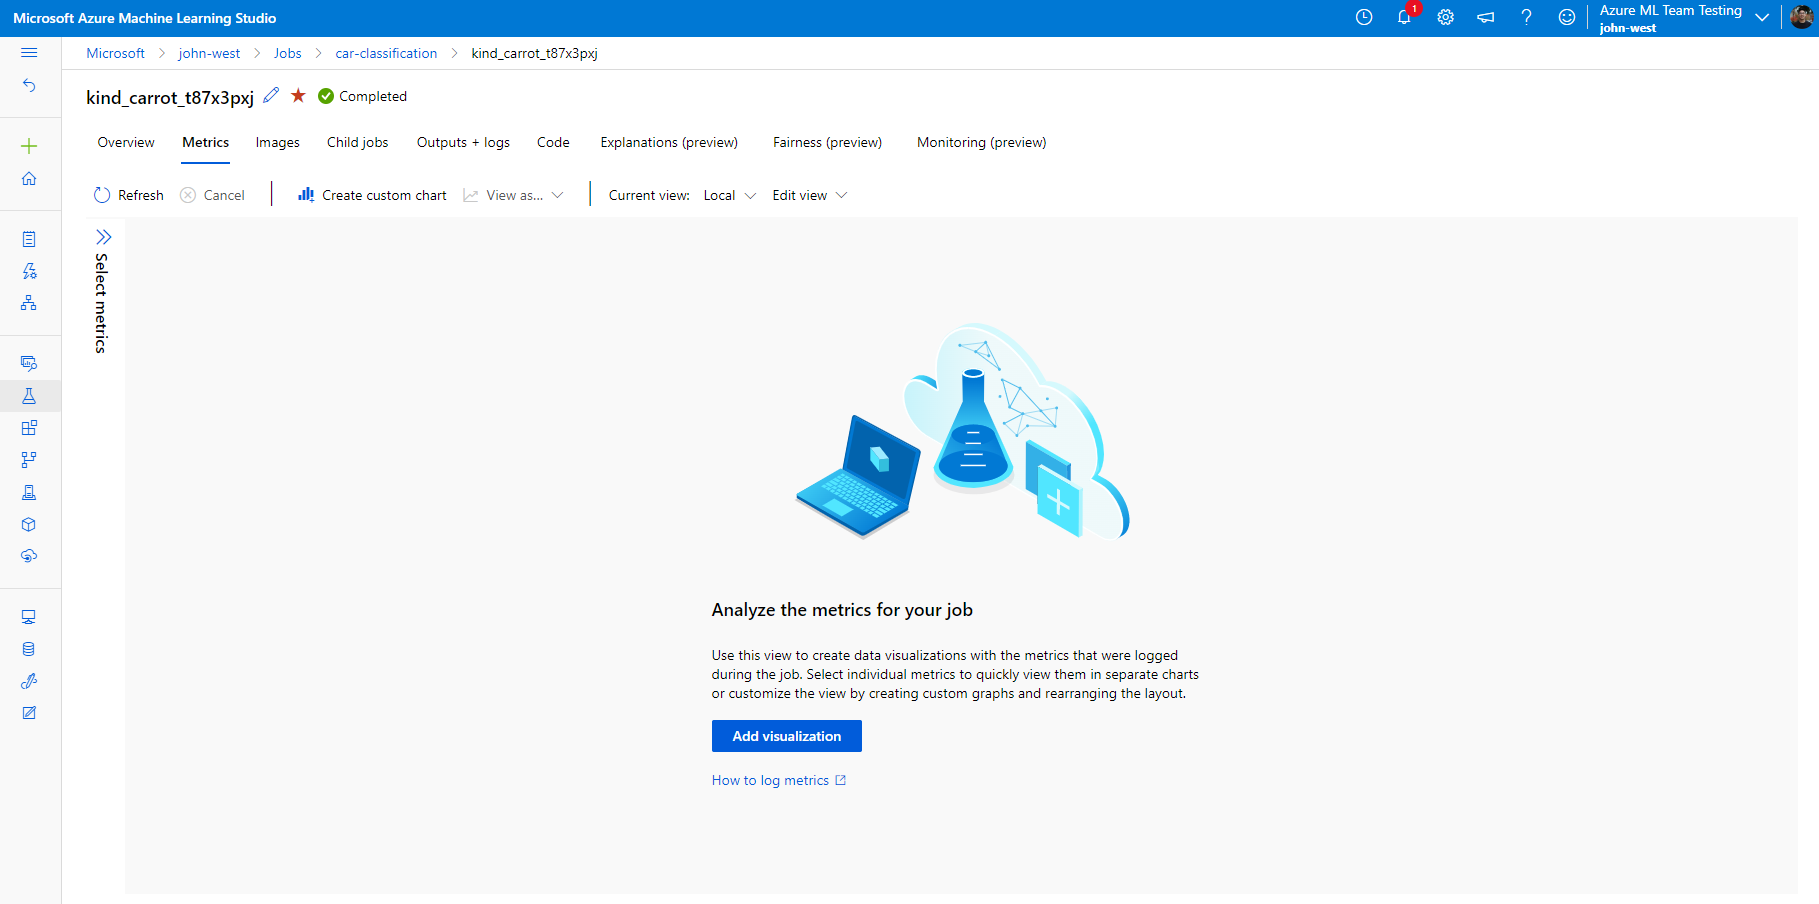 Microsoft Azure Machine Learning Studio
1
Azure ML Team Testing
john-west
Microsoft > john-west > Jobs > car-classification > kind_carrot_t87x3pxj
kind_carrot_t87x3pxj Completed
Overview Metrics Images Child jobs Outputs + logs Code Explanations (preview) Fairness (preview) Monitoring (preview)
Refresh Cancel Create custom chart View as... Current view: Local Edit view
Select metrics
Analyze the metrics for your job
Use this view to create data visualizations with the metrics that were logged
during the job. Select individual metrics to quickly view them in separate charts
or customize the view by creating custom graphs and rearranging the layout.
Add visualization
How to log metrics